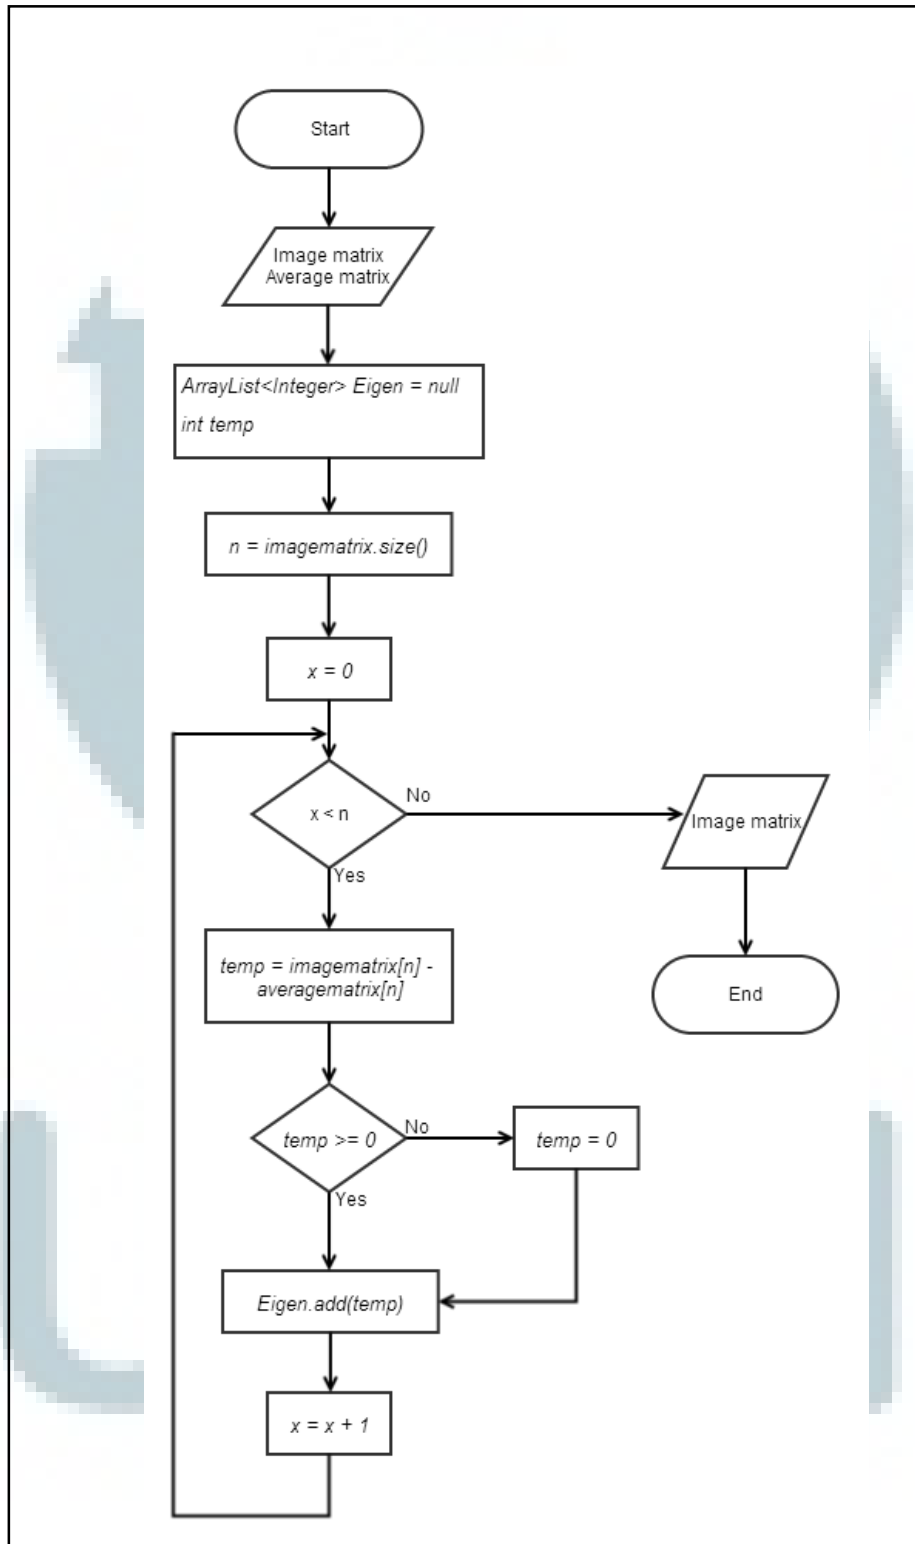 Start
Image matrix
Average matrix
ArrayList<Integer> Eigen = null
int temp
n = imagematrix.size()
x = 0
x < n
No
Image matrix
Yes
temp = imagematrix[n] -
averagematrix[n]
End
temp >= 0
No
temp = 0
Yes
Eigen.add(temp)
x = x + 1